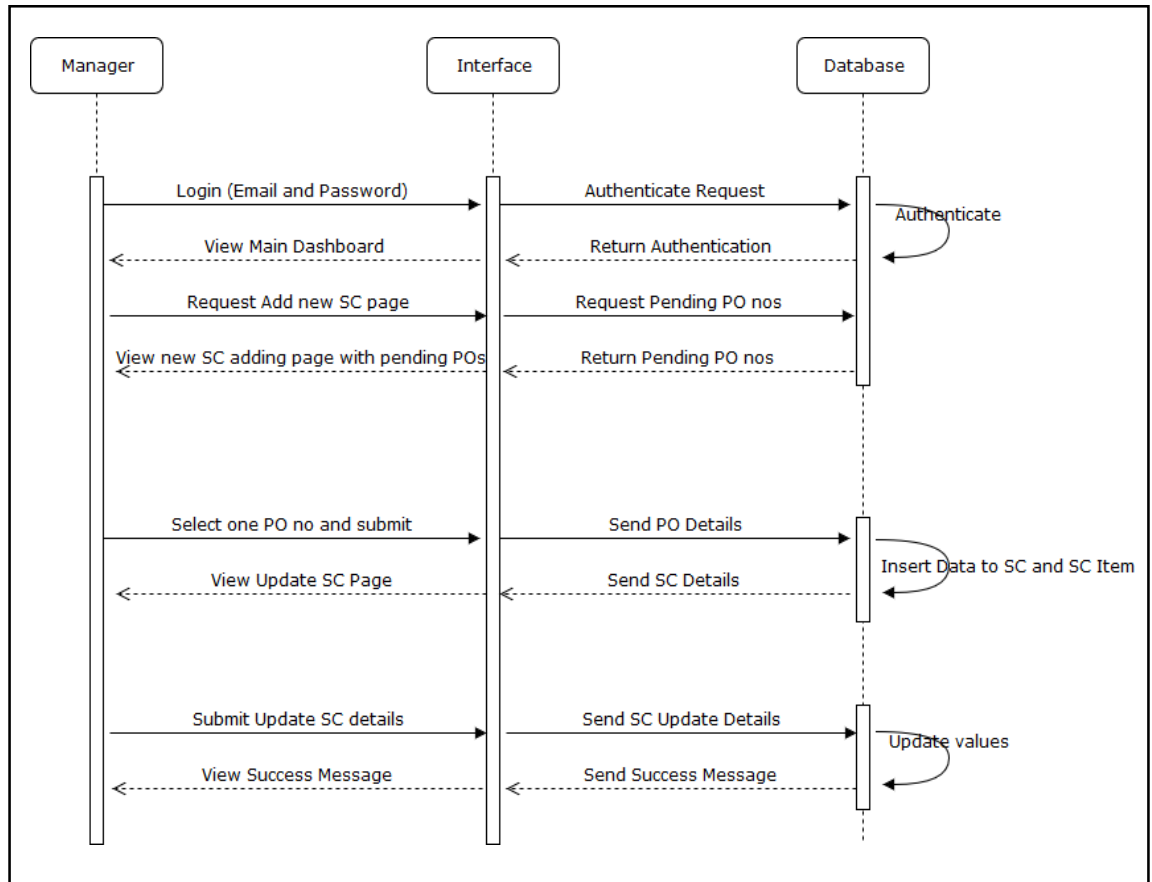 Manager
Interface
Database
Login (Email and Password)
Authenticate Request
Authenticate
View Main Dashboard
Return Authentication
Request Add new SC page
Request Pending PO nos
View new SC adding page with pending POs
Return Pending PO nos
Select one PO no and submit
Send PO Details
Insert Data to SC and SC Item
View Update SC Page
Send SC Details
Submit Update SC details
Send SC Update Details
Update values
View Success Message
Send Success Message